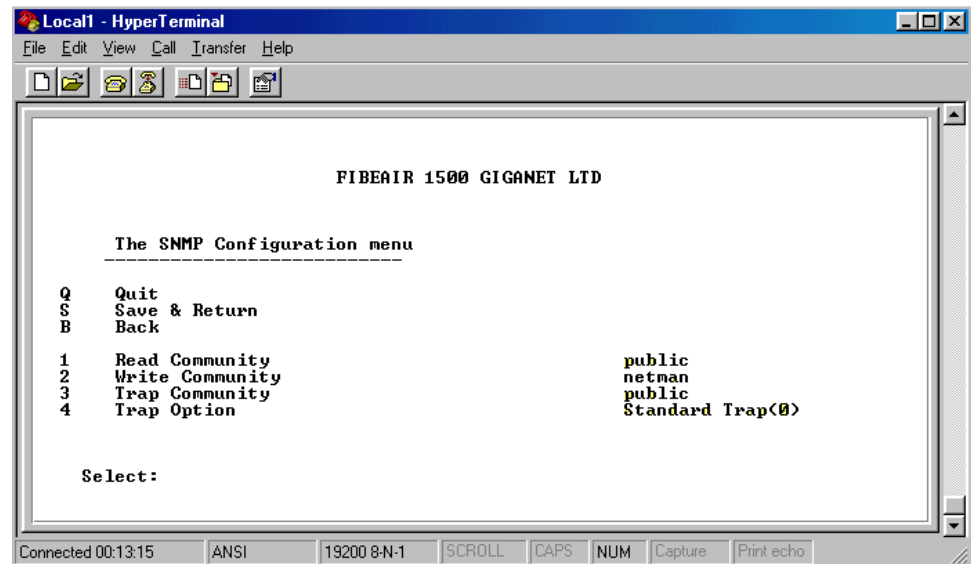 Local1 - HyperTerminal
File Edit View Call Transfer Help
FIBEAIR 1500 GIGANET LTD
The SNMP Configuration menu
---------------------------
Q Quit
S Save & Return
B Back
1 Read Community public
2 Write Community netman
3 Trap Community public
4 Trap Option Standard Trap(0)
Select:
Connected 00:13:15 ANSI 19200 8-N-1 SCROLL CAPS NUM Capture Print echo